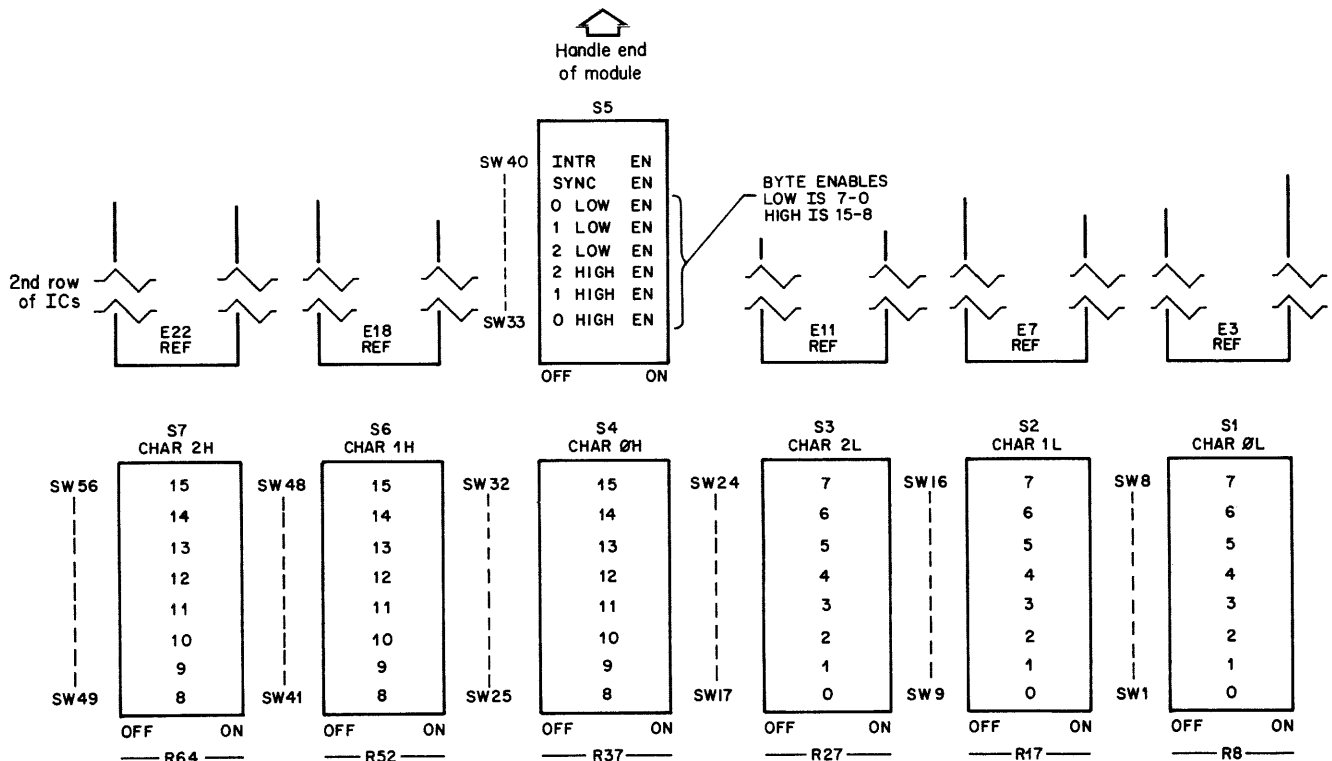 Handle end
of module
S5
SW40
INTR EN
SYNC EN
0 LOW EN
1 LOW EN
2 LOW EN
2 HIGH EN
1 HIGH EN
0 HIGH EN
SW33
OFF ON
BYTE ENABLES
LOW IS 7-0
HIGH IS 15-8
2nd row
of ICs
E22
REF
E18
REF
E11
REF
E7
REF
E3
REF
S7
CHAR 2H
SW56
15
14
13
12
11
10
9
8
SW49
OFF ON
R64
S6
CHAR 1H
SW48
15
14
13
12
11
10
9
8
SW41
OFF ON
R52
S4
CHAR ØH
SW32
15
14
13
12
11
10
9
8
SW25
OFF ON
R37
S3
CHAR 2L
SW24
7
6
5
4
3
2
1
0
SW17
OFF ON
R27
S2
CHAR 1L
SW16
7
6
5
4
3
2
1
0
SW9
OFF ON
R17
S1
CHAR ØL
SW8
7
6
5
4
3
2
1
0
SW1
OFF ON
R8